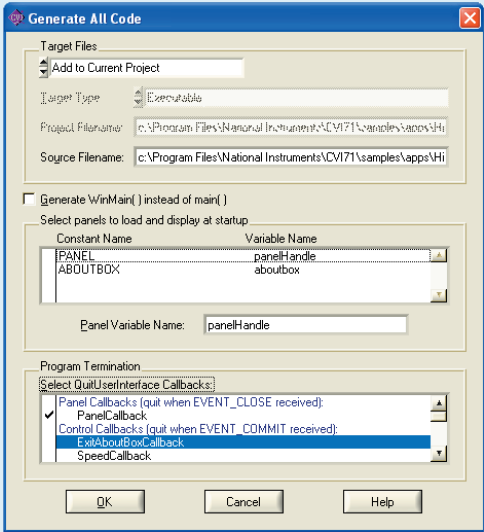 Generate All Code
Target Files
Add to Current Project
Target Type Executable
Project Filename: c:\Program Files\National Instruments\CVI71\samples\apps\Hi
Source Filename: c:\Program Files\National Instruments\CVI71\samples\apps\Hi
Generate WinMain( ) instead of main( )
Select panels to load and display at startup
Constant Name Variable Name
PANEL panelHandle
ABOUTBOX aboutbox
Panel Variable Name: panelHandle
Program Termination
Select QuitUserInterface Callbacks:
Panel Callbacks (quit when EVENT_CLOSE received):
PanelCallback
Control Callbacks (quit when EVENT_COMMIT received):
ExitAboutBoxCallback
SpeedCallback
OK Cancel Help